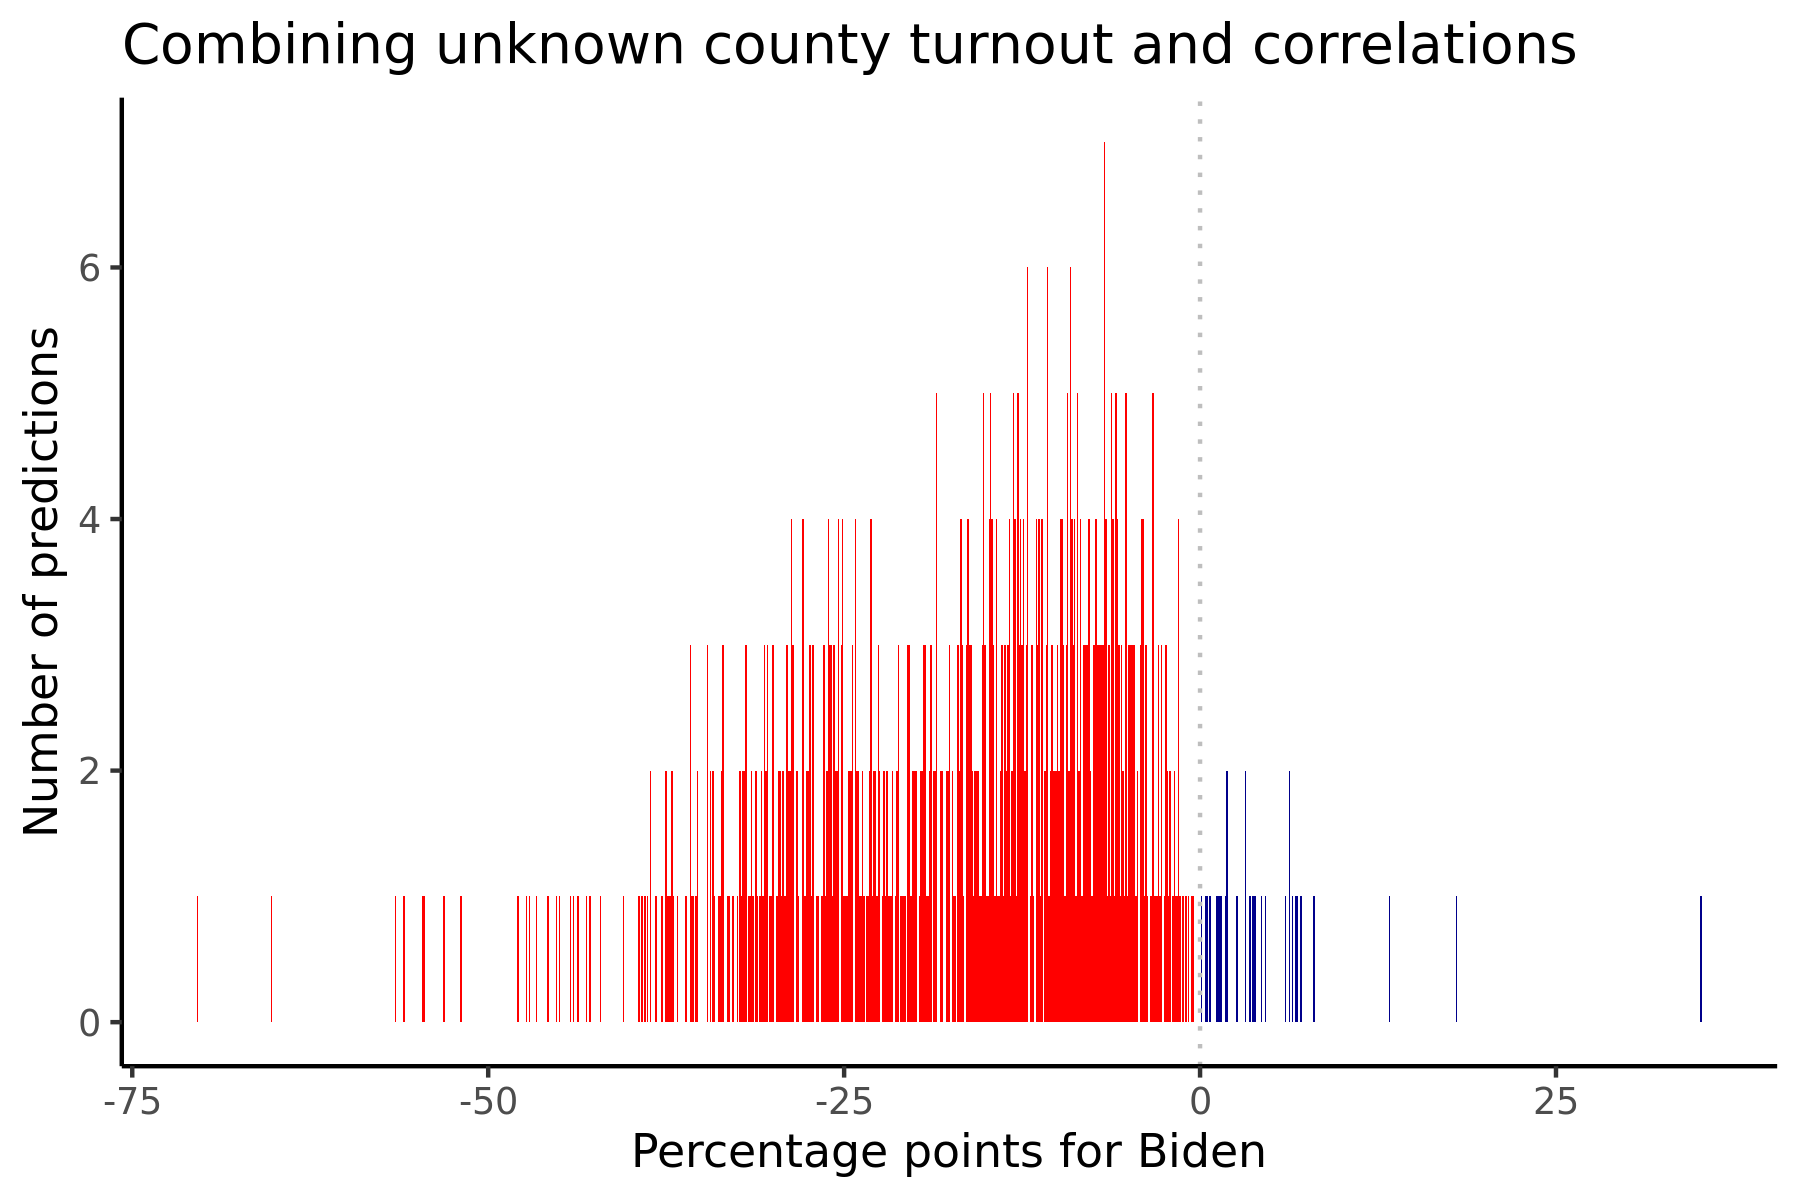 Combining unknown county turnout and correlations
Number of predictions
6
4
2
0
-75 -50 -25 0 25
Percentage points for Biden